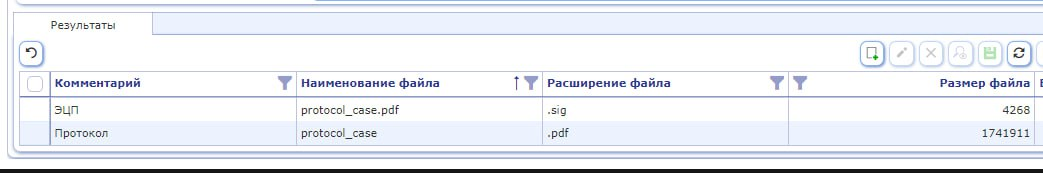 Результаты
Комментарий Наименование файла Расширение файла Размер файла
ЭЦП protocol_case.pdf .sig 4268
Протокол protocol_case .pdf 1741911